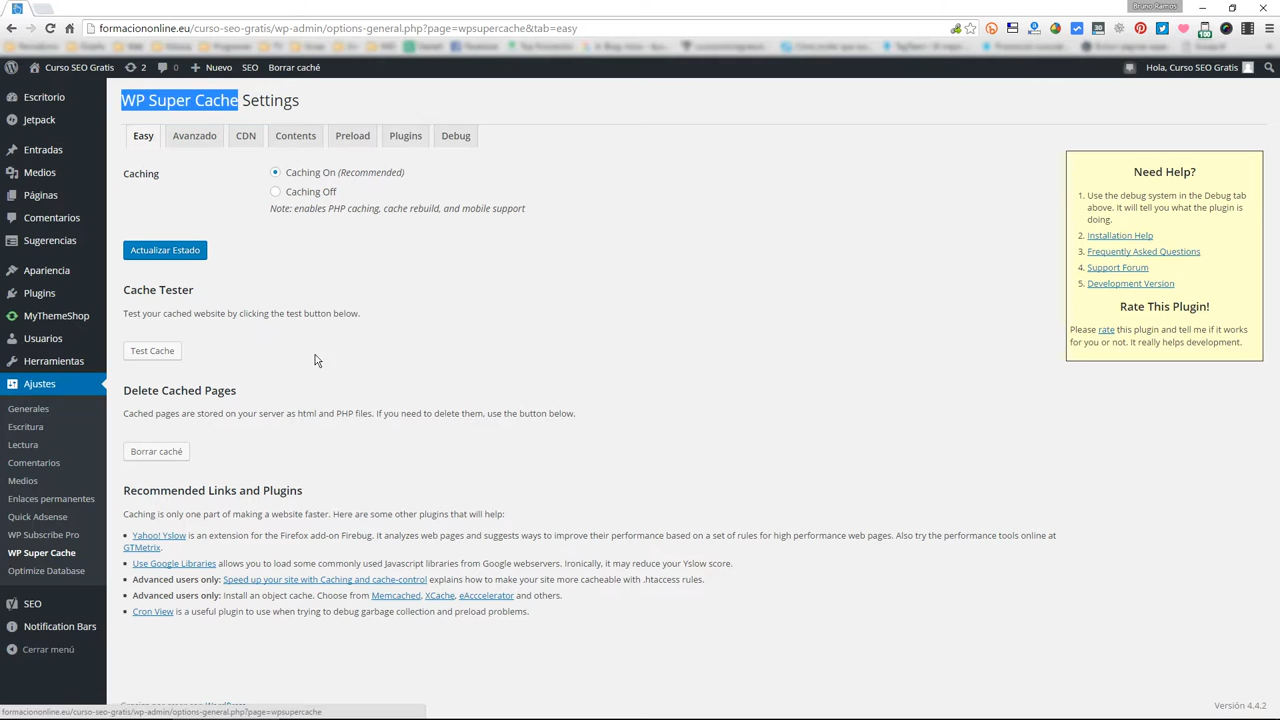 Bruno Ramos
formaciononline.eu/curso-seo-gratis/wp-admin/options-general.php?page=wpsupercache&tab=easy
Curso SEO Gratis 2 0 + Nuevo SEO Borrar caché Hola, Curso SEO Gratis
Escritorio
Jetpack
Entradas
Medios
Páginas
Comentarios
Sugerencias
Apariencia
Plugins
MyThemeShop
Usuarios
Herramientas
Ajustes
Generales
Escritura
Lectura
Comentarios
Medios
Enlaces permanentes
Quick Adsense
WP Subscribe Pro
WP Super Cache
Optimize Database
SEO
Notification Bars
Cerrar menú
WP Super Cache Settings
Easy Avanzado CDN Contents Preload Plugins Debug
Caching
Caching On (Recommended)
Caching Off
Note: enables PHP caching, cache rebuild, and mobile support
Actualizar Estado
Cache Tester
Test your cached website by clicking the test button below.
Test Cache
Delete Cached Pages
Cached pages are stored on your server as html and PHP files. If you need to delete them, use the button below.
Borrar caché
Recommended Links and Plugins
Caching is only one part of making a website faster. Here are some other plugins that will help:
• Yahoo! Yslow is an extension for the Firefox add-on Firebug. It analyzes web pages and suggests ways to improve their performance based on a set of rules for high performance web pages. Also try the performance tools online at
GTMetrix.
• Use Google Libraries allows you to load some commonly used Javascript libraries from Google webservers. Ironically, it may reduce your Yslow score.
• Advanced users only: Speed up your site with Caching and cache-control explains how to make your site more cacheable with .htaccess rules.
• Advanced users only: Install an object cache. Choose from Memcached, XCache, eAcccelerator and others.
• Cron View is a useful plugin to use when trying to debug garbage collection and preload problems.
Need Help?
1. Use the debug system in the Debug tab
above. It will tell you what the plugin is
doing.
2. Installation Help
3. Frequently Asked Questions
4. Support Forum
5. Development Version
Rate This Plugin!
Please rate this plugin and tell me if it works
for you or not. It really helps development.
formaciononline.eu/curso-seo-gratis/wp-admin/options-general.php?page=wpsupercache
Versión 4.4.2